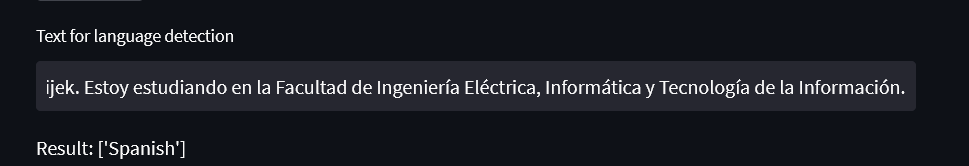 Text for language detection
ijek. Estoy estudiando en la Facultad de Ingeniería Eléctrica, Informática y Tecnología de la Información.
Result: ['Spanish']